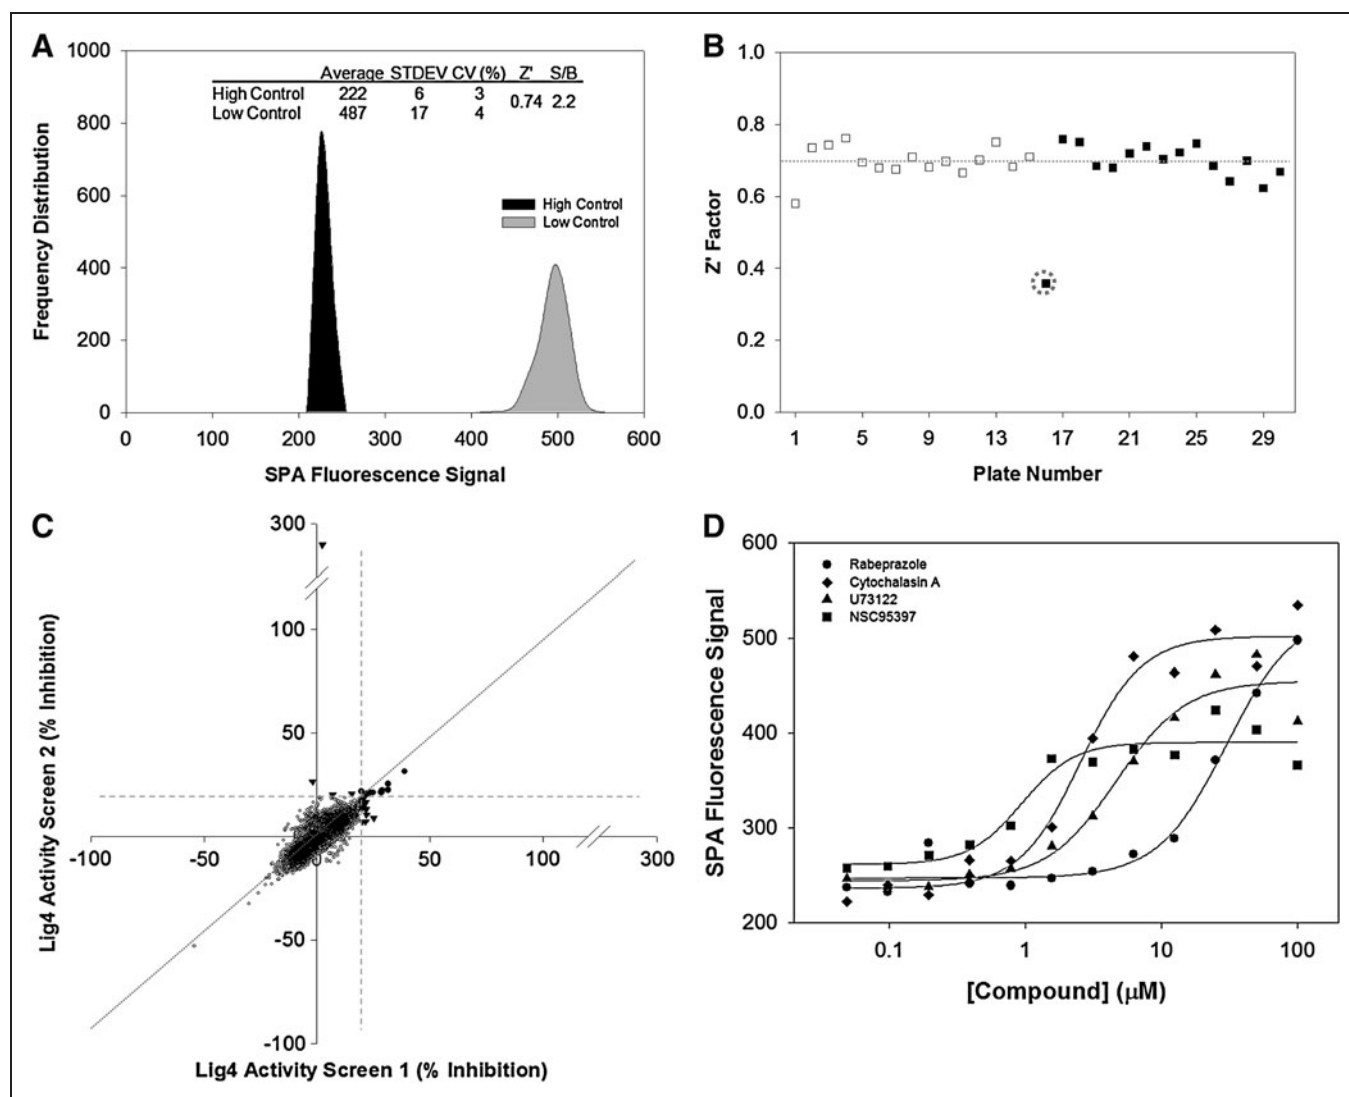 A
1000
800
600
400
200
0
Frequency Distribution
Average STDEV CV (%) Z' S/B
High Control 222 6 3
0.74 2.2
Low Control 487 17 4
High Control
Low Control
0 100 200 300 400 500 600
SPA Fluorescence Signal
B
1.0
0.8
0.6
0.4
0.2
0.0
Z' Factor
1 5 9 13 17 21 25 29
Plate Number
C
300
100
50
-100 -50 0 50 100 300
-50
-100
Lig4 Activity Screen 2 (% Inhibition)
Lig4 Activity Screen 1 (% Inhibition)
D
600
500
400
300
200
SPA Fluorescence Signal
Rabeprazole
Cytochalasin A
U73122
NSC95397
0.1 1 10 100
[Compound] (μM)